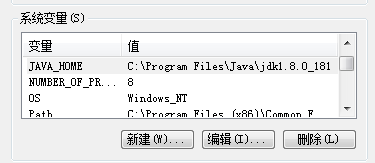 系统变量(S)
变量 值
JAVA_HOME C:\Program Files\Java\jdk1.8.0_181
NUMBER_OF_PR... 8
OS Windows_NT
Path C:\Program Files (x86)\Common F
新建(W)... 编辑(I)... 删除(L)